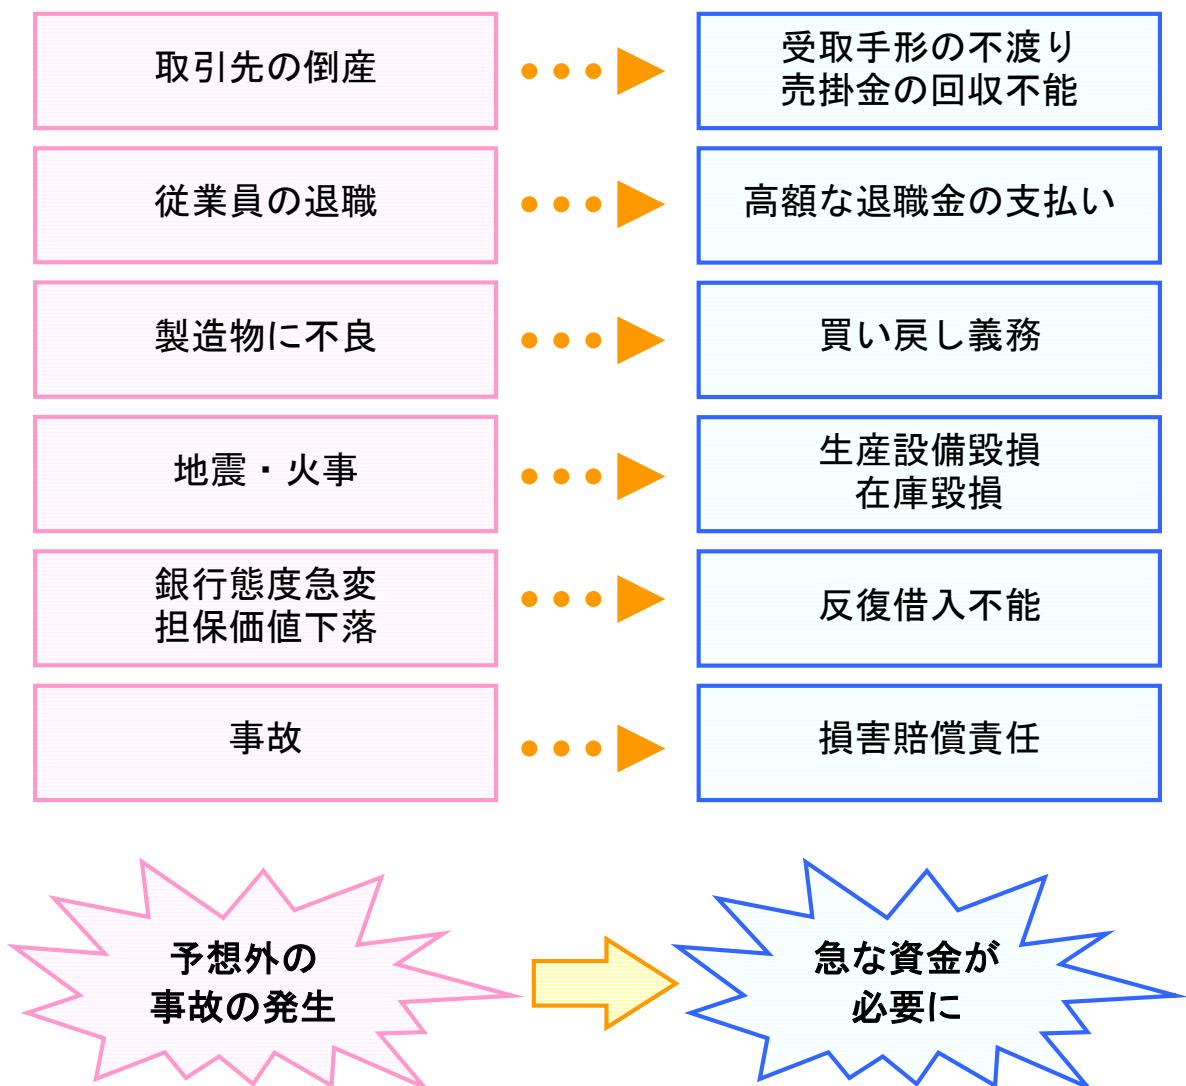 取引先の倒産
受取手形の不渡り
売掛金の回収不能
従業員の退職
高額な退職金の支払い
製造物に不良
買い戻し義務
地震・火事
生産設備毀損
在庫毀損
銀行態度急変
担保価値下落
反復借入不能
事故
損害賠償責任
予想外の
事故の発生
急な資金が
必要に